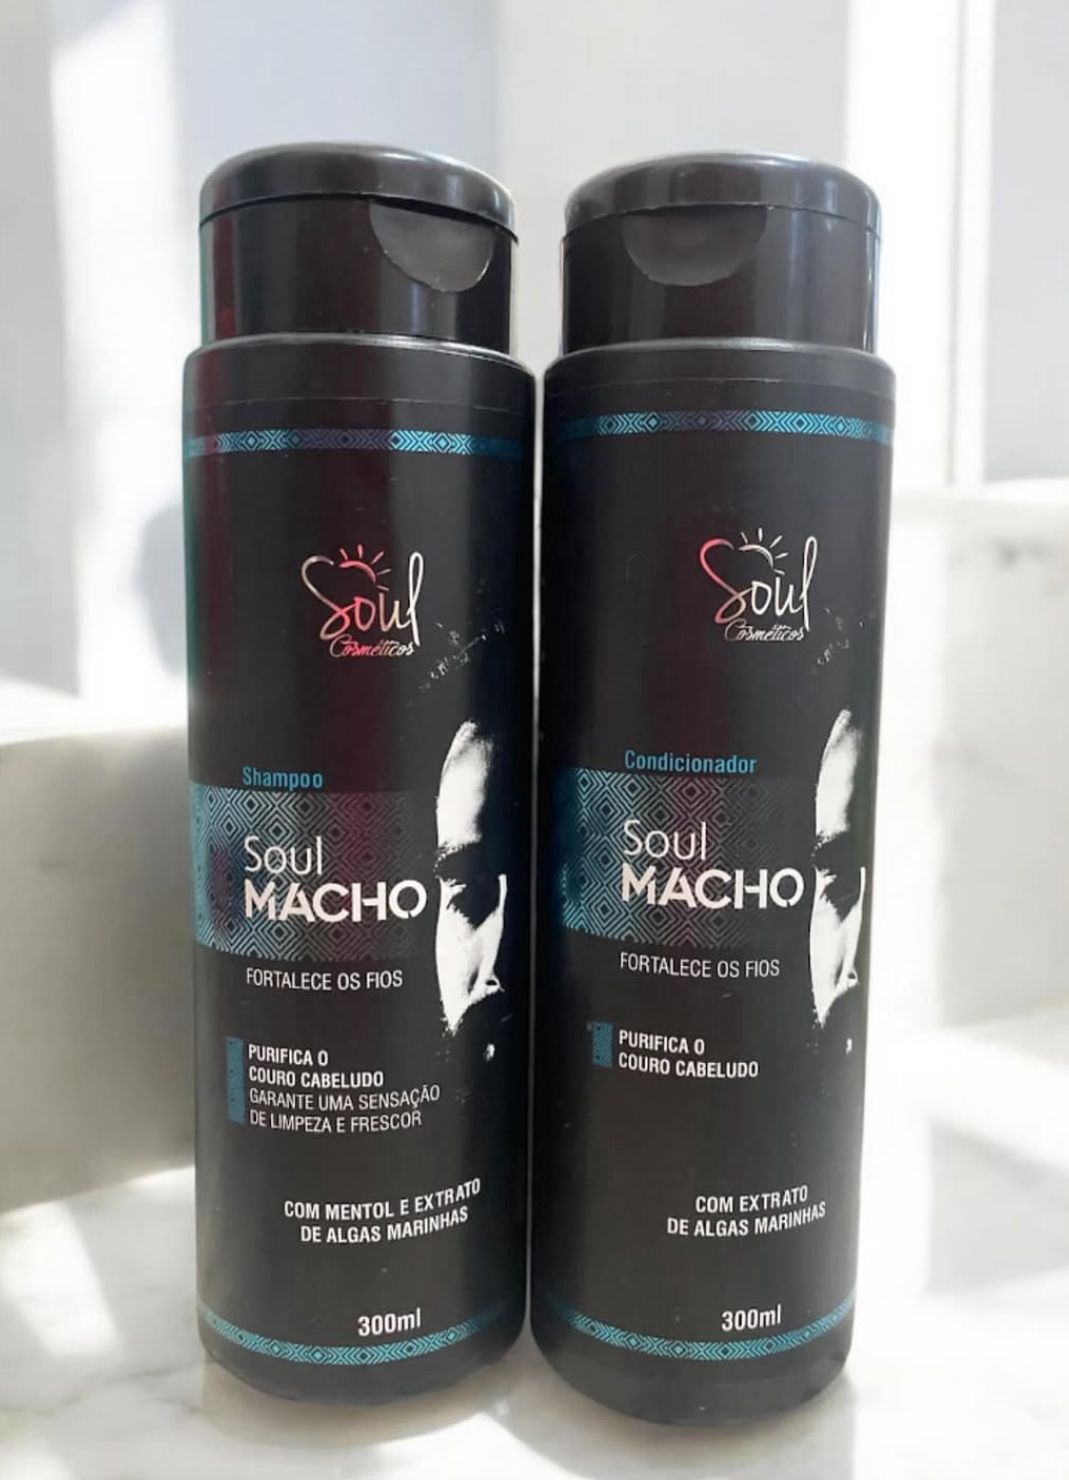 Soul
Cosméticos
Shampoo
Soul
MACHO
FORTALECE OS FIOS
PURIFICA O
COURO CABELUDO
GARANTE UMA SENSAÇÃO
DE LIMPEZA E FRESCOR
COM MENTOL E EXTRATO
DE ALGAS MARINHAS
300ml
Soul
Cosméticos
Condicionador
Soul
MACHO
FORTALECE OS FIOS
PURIFICA O
COURO CABELUDO
COM EXTRATO
DE ALGAS MARINHAS
300ml